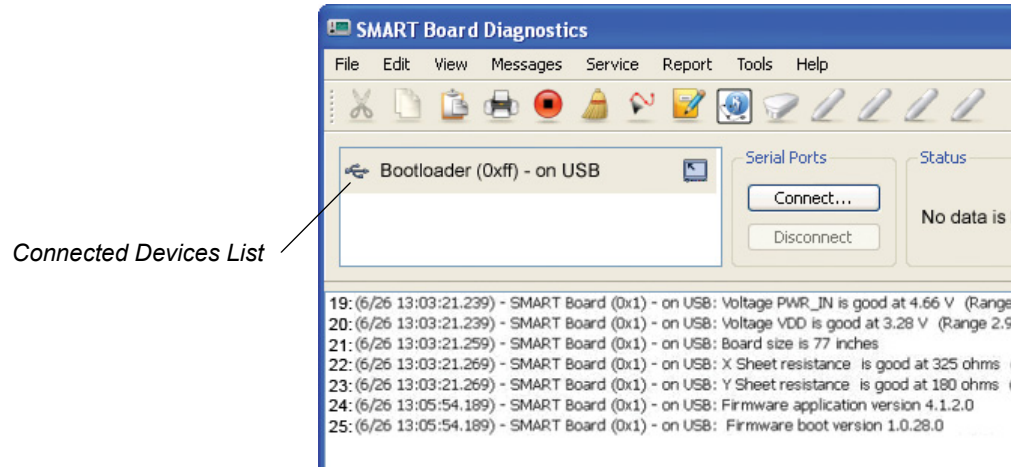 SMART Board Diagnostics
File Edit View Messages Service Report Tools Help
Bootloader (0xff) - on USB
Serial Ports
Connect...
Disconnect
Status
No data is
Connected Devices List
19: (6/26 13:03:21.239) - SMART Board (0x1) - on USB: Voltage PWR_IN is good at 4.66 V (Range
20: (6/26 13:03:21.239) - SMART Board (0x1) - on USB: Voltage VDD is good at 3.28 V (Range 2.9
21: (6/26 13:03:21.259) - SMART Board (0x1) - on USB: Board size is 77 inches
22: (6/26 13:03:21.269) - SMART Board (0x1) - on USB: X Sheet resistance is good at 325 ohms (
23: (6/26 13:03:21.269) - SMART Board (0x1) - on USB: Y Sheet resistance is good at 180 ohms (
24: (6/26 13:05:54.189) - SMART Board (0x1) - on USB: Firmware application version 4.1.2.0
25: (6/26 13:05:54.189) - SMART Board (0x1) - on USB: Firmware boot version 1.0.28.0